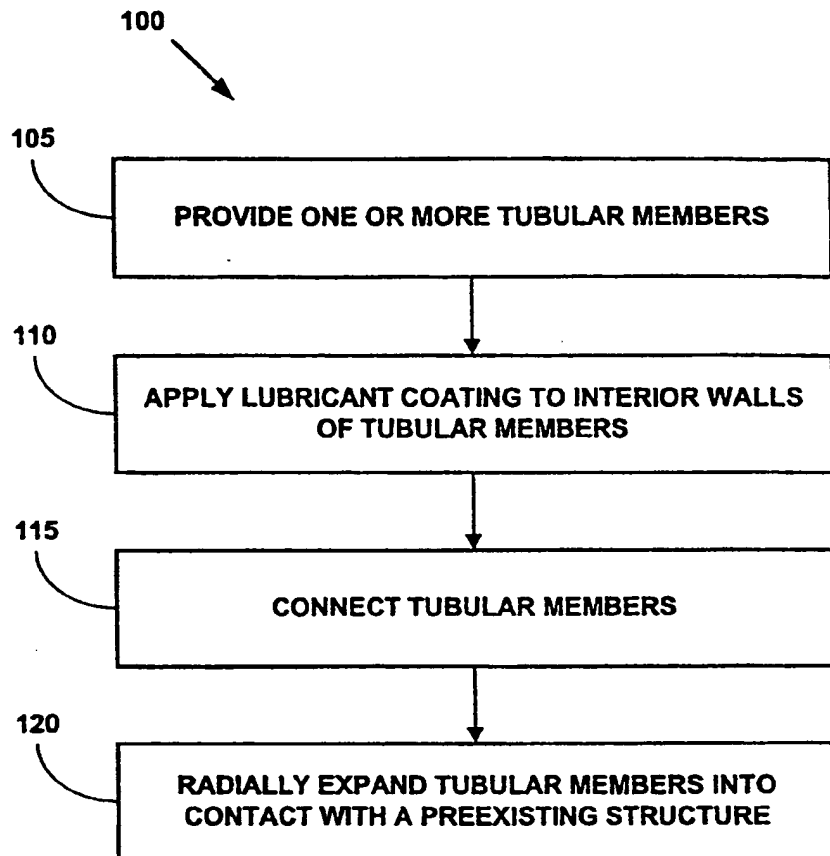 100
105
PROVIDE ONE OR MORE TUBULAR MEMBERS
110
APPLY LUBRICANT COATING TO INTERIOR WALLS
OF TUBULAR MEMBERS
115
CONNECT TUBULAR MEMBERS
120
RADIALLY EXPAND TUBULAR MEMBERS INTO
CONTACT WITH A PREEXISTING STRUCTURE